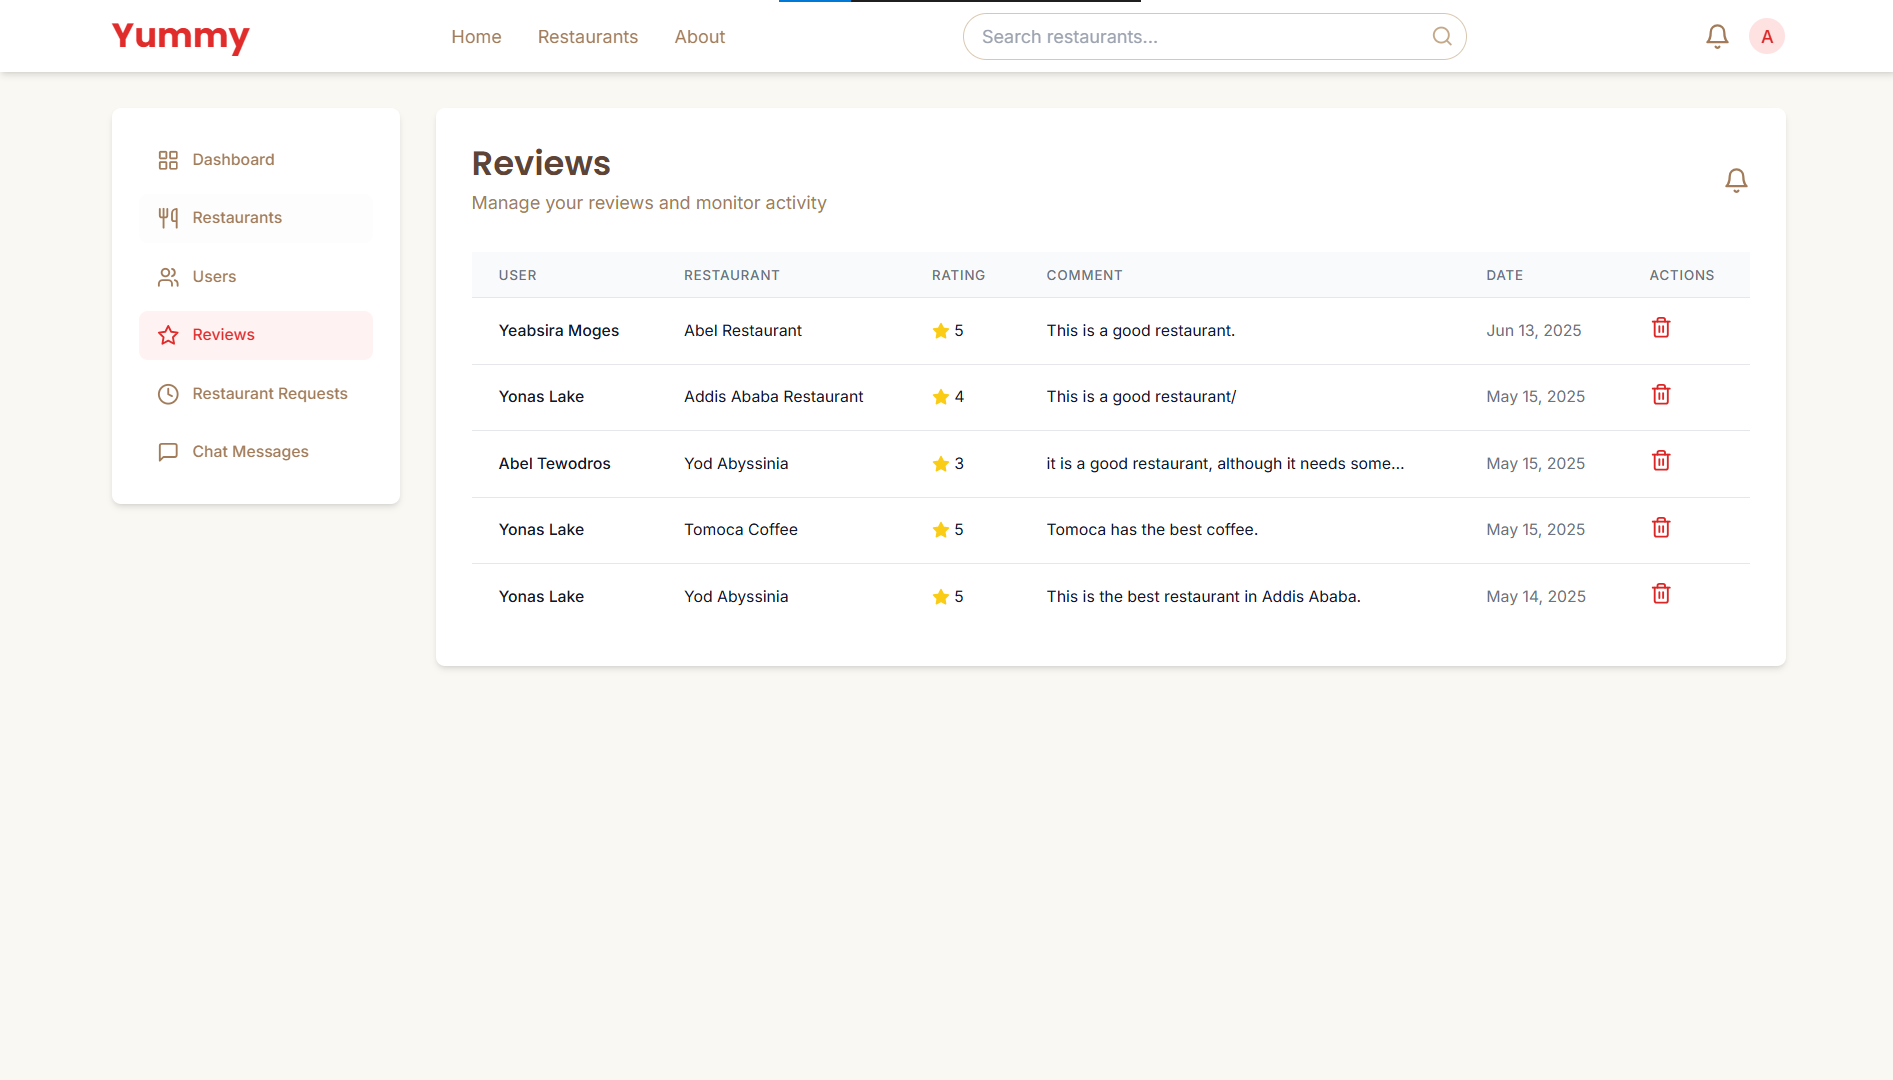 Yummy
Home Restaurants About
Search restaurants...
A
Dashboard
Restaurants
Users
Reviews
Restaurant Requests
Chat Messages
Reviews
Manage your reviews and monitor activity
USER RESTAURANT RATING COMMENT DATE ACTIONS
Yeabsira Moges Abel Restaurant 5 This is a good restaurant. Jun 13, 2025
Yonas Lake Addis Ababa Restaurant 4 This is a good restaurant/ May 15, 2025
Abel Tewodros Yod Abyssinia 3 it is a good restaurant, although it needs some... May 15, 2025
Yonas Lake Tomoca Coffee 5 Tomoca has the best coffee. May 15, 2025
Yonas Lake Yod Abyssinia 5 This is the best restaurant in Addis Ababa. May 14, 2025